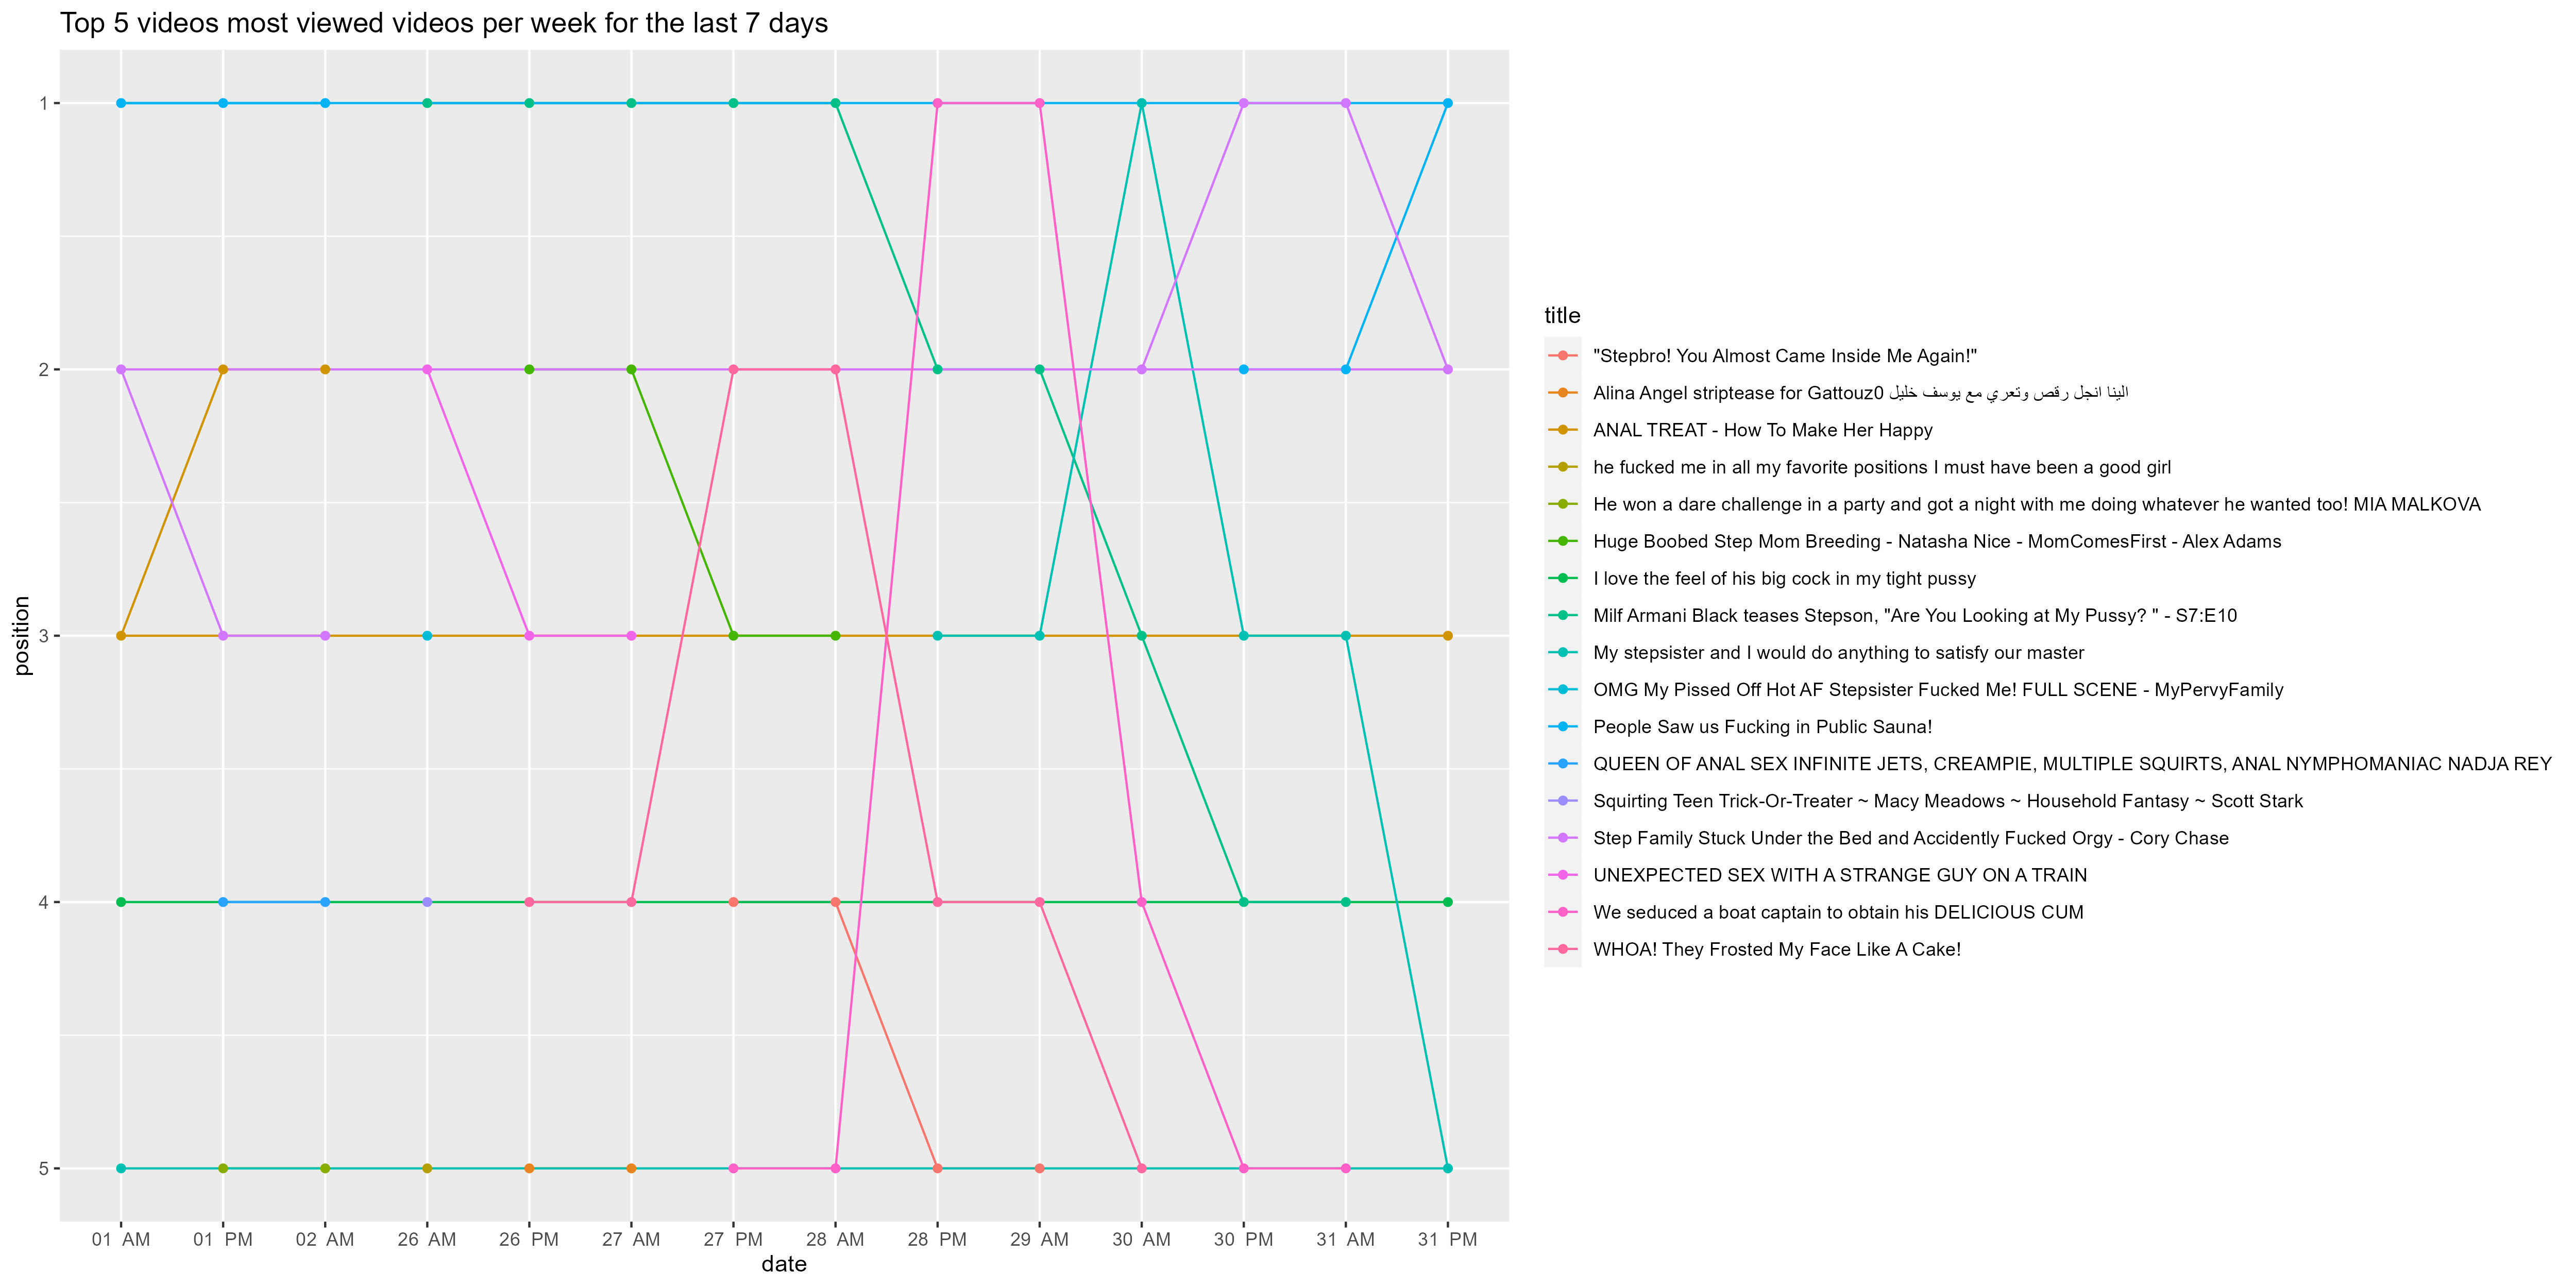 Top 5 videos most viewed videos per week for the last 7 days
position
1
2
3
4
5
01 AM
01 PM
02 AM
26 AM
26 PM
27 AM
27 PM
28 AM
28 PM
29 AM
30 AM
30 PM
31 AM
31 PM
date
title
"Stepbro! You Almost Came Inside Me Again!"
Alina Angel striptease for Gattouz0 الينا انجل رقص وتعري مع يوسف خليل
ANAL TREAT - How To Make Her Happy
he fucked me in all my favorite positions I must have been a good girl
He won a dare challenge in a party and got a night with me doing whatever he wanted too! MIA MALKOVA
Huge Boobed Step Mom Breeding - Natasha Nice - MomComesFirst - Alex Adams
I love the feel of his big cock in my tight pussy
Milf Armani Black teases Stepson, "Are You Looking at My Pussy? " - S7:E10
My stepsister and I would do anything to satisfy our master
OMG My Pissed Off Hot AF Stepsister Fucked Me! FULL SCENE - MyPervyFamily
People Saw us Fucking in Public Sauna!
QUEEN OF ANAL SEX INFINITE JETS, CREAMPIE, MULTIPLE SQUIRTS, ANAL NYMPHOMANIAC NADJA REY
Squirting Teen Trick-Or-Treater ~ Macy Meadows ~ Household Fantasy ~ Scott Stark
Step Family Stuck Under the Bed and Accidently Fucked Orgy - Cory Chase
UNEXPECTED SEX WITH A STRANGE GUY ON A TRAIN
We seduced a boat captain to obtain his DELICIOUS CUM
WHOA! They Frosted My Face Like A Cake!